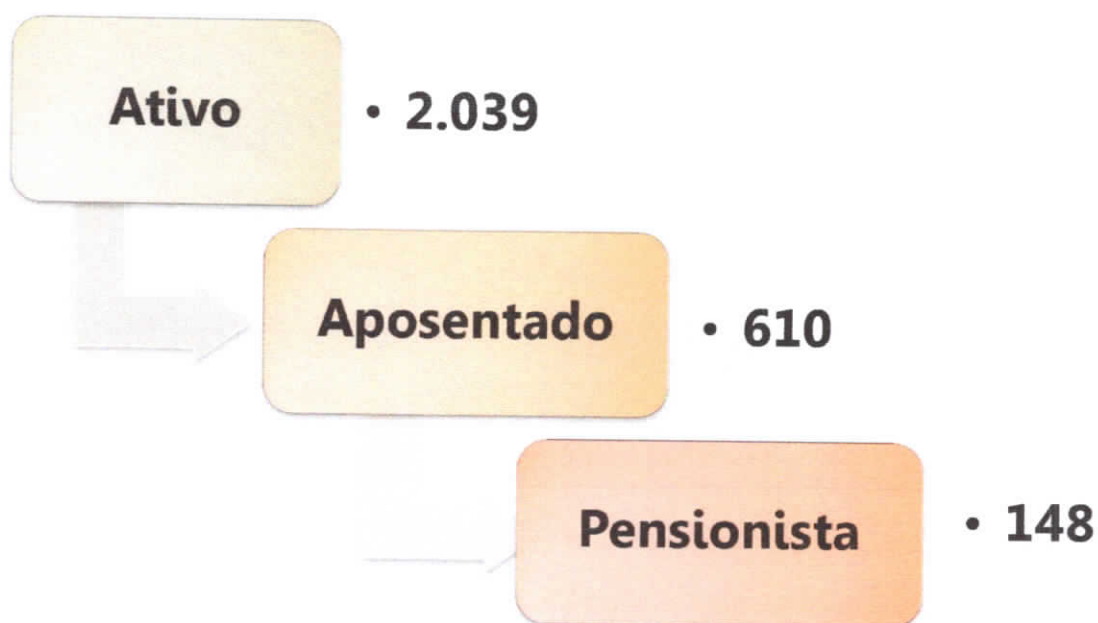 Ativo
• 2.039
Aposentado
• 610
Pensionista
• 148